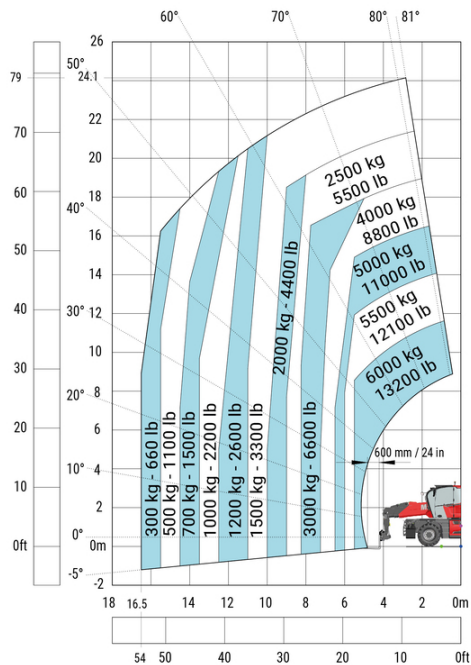 60°
70°
80°
81°
26
50°
79
24.1
70
22
20
60
18
40°
16
50
14
40
30°
12
10
30
8
20°
20
6
4
10°
10
2
0ft
0°
0m
-5°
-2
2500 kg
5500 lb
4000 kg
8800 lb
5000 kg
11000 lb
5500 kg
12100 lb
6000 kg
13200 lb
600 mm / 24 in
300 kg - 660 lb
500 kg - 1100 lb
700 kg - 1500 lb
1000 kg - 2200 lb
1200 kg - 2600 lb
1500 kg - 3300 lb
2000 kg - 4400 lb
3000 kg - 6600 lb
18 16.5 14 12 10 8 6 4 2 0m
54 50 40 30 20 10 0ft